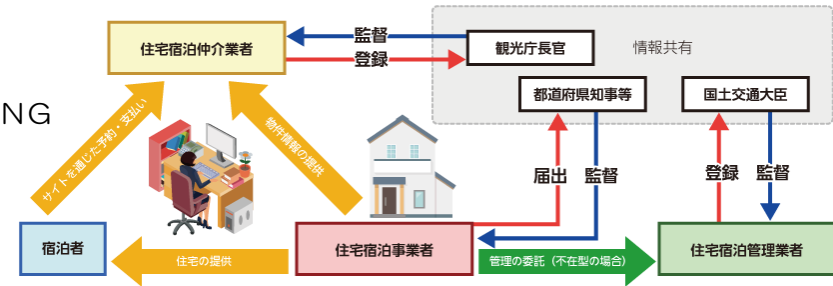 監督
住宅宿泊仲介業者
観光庁長官
情報共有
登録
都道府県知事等
国土交通大臣
NG
サイトを通じた予約・支払い
物件情報の提供
届出
監督
登録
監督
宿泊者
住宅の提供
住宅宿泊事業者
管理の委託（不在型の場合）
住宅宿泊管理業者